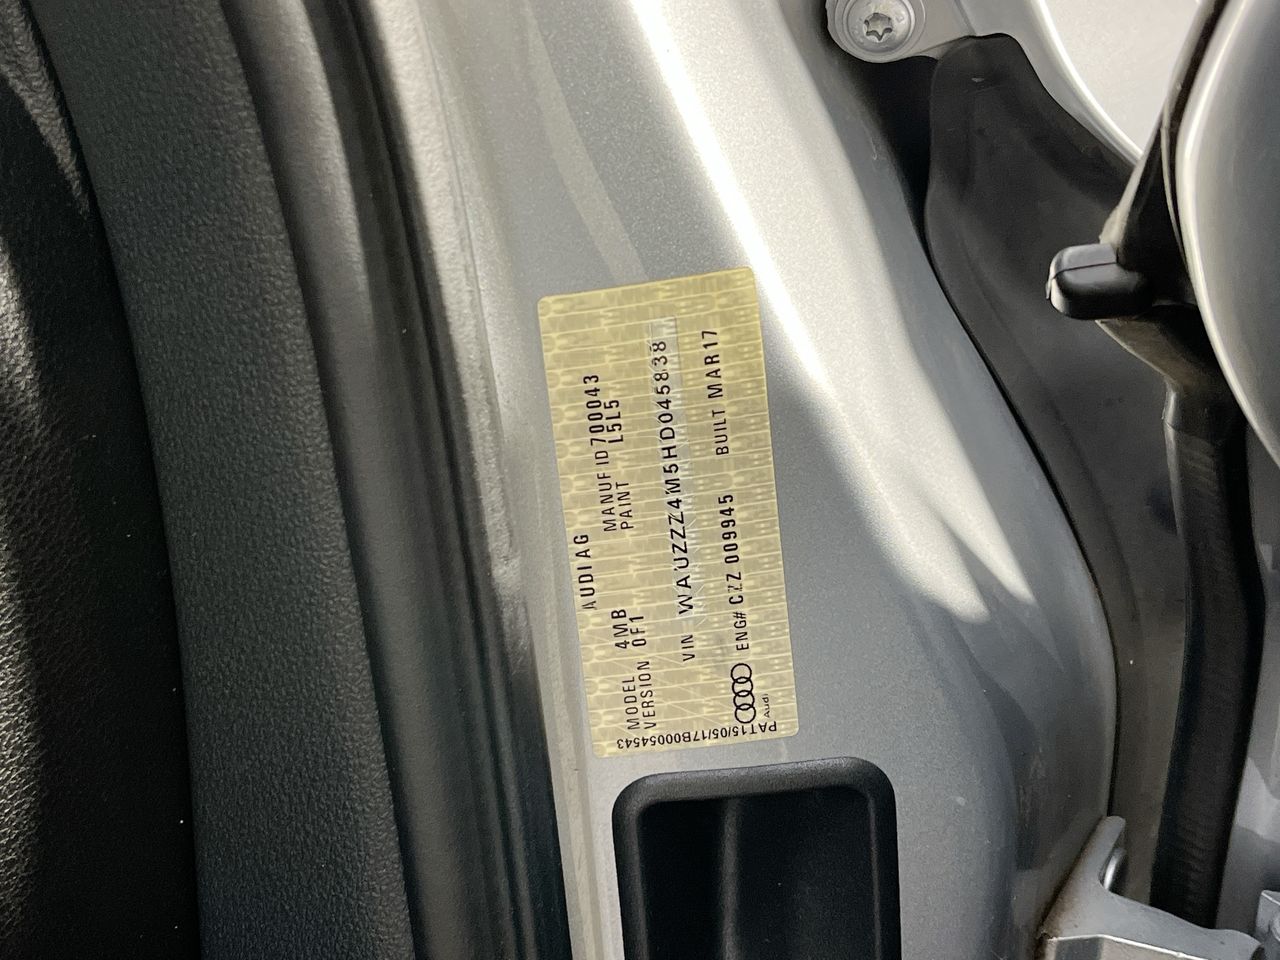 AUDI AG
MODEL 4MB MANUF ID 700043
VERSION 0F1 PAINT L5L5
VIN WAUZZZ4M5HD045838
ENG# CZZ 009945 BUILT MAR17
Audi
PAT15/05/17B00054543